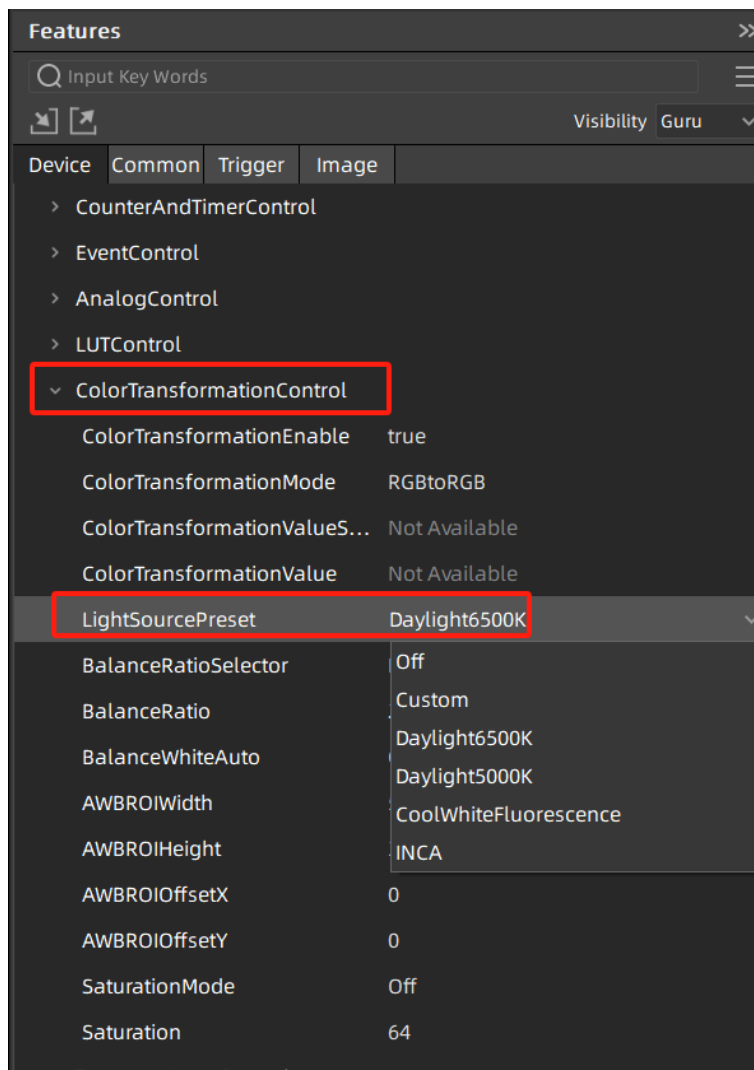 Features
Input Key Words
Visibility Guru
Device Common Trigger Image
CounterAndTimerControl
EventControl
AnalogControl
LUTControl
ColorTransformationControl
ColorTransformationEnable true
ColorTransformationMode RGBtoRGB
ColorTransformationValueS... Not Available
ColorTransformationValue Not Available
LightSourcePreset Daylight6500K
Off
BalanceRatioSelector
Custom
BalanceRatio
Daylight6500K
BalanceWhiteAuto
Daylight5000K
AWBROIWidth
CoolWhiteFluorescence
AWBROIHeight
INCA
AWBROIOffsetX 0
AWBROIOffsetY 0
SaturationMode Off
Saturation 64